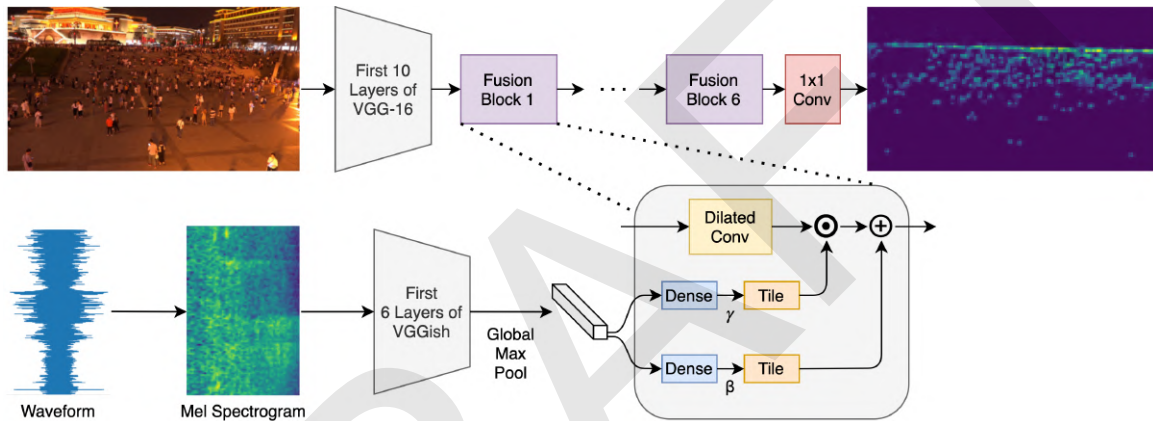 First 10
Layers of
VGG-16
Fusion
Block 1
...
Fusion
Block 6
1x1
Conv
Dilated
Conv
Dense
γ
Tile
Dense
β
Tile
First
6 Layers of
VGGish
Global
Max
Pool
Waveform
Mel Spectrogram